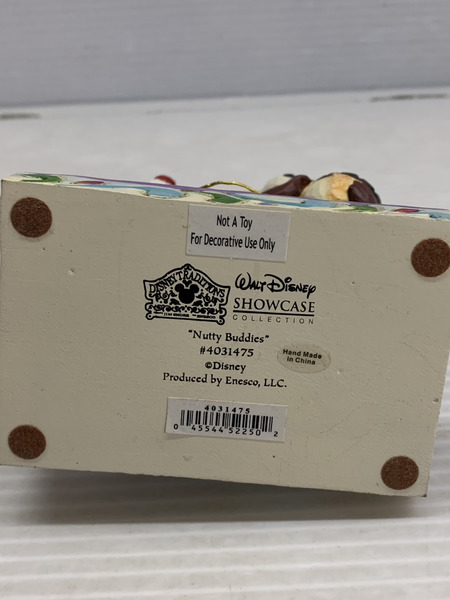 Not A Toy
For Decorative Use Only
DISNEY TRADITIONS
Walt Disney
SHOWCASE
COLLECTION
"Nutty Buddies"
#4031475
©Disney
Produced by Enesco, LLC.
Hand Made
In China
4031475
0 45544 52250 2